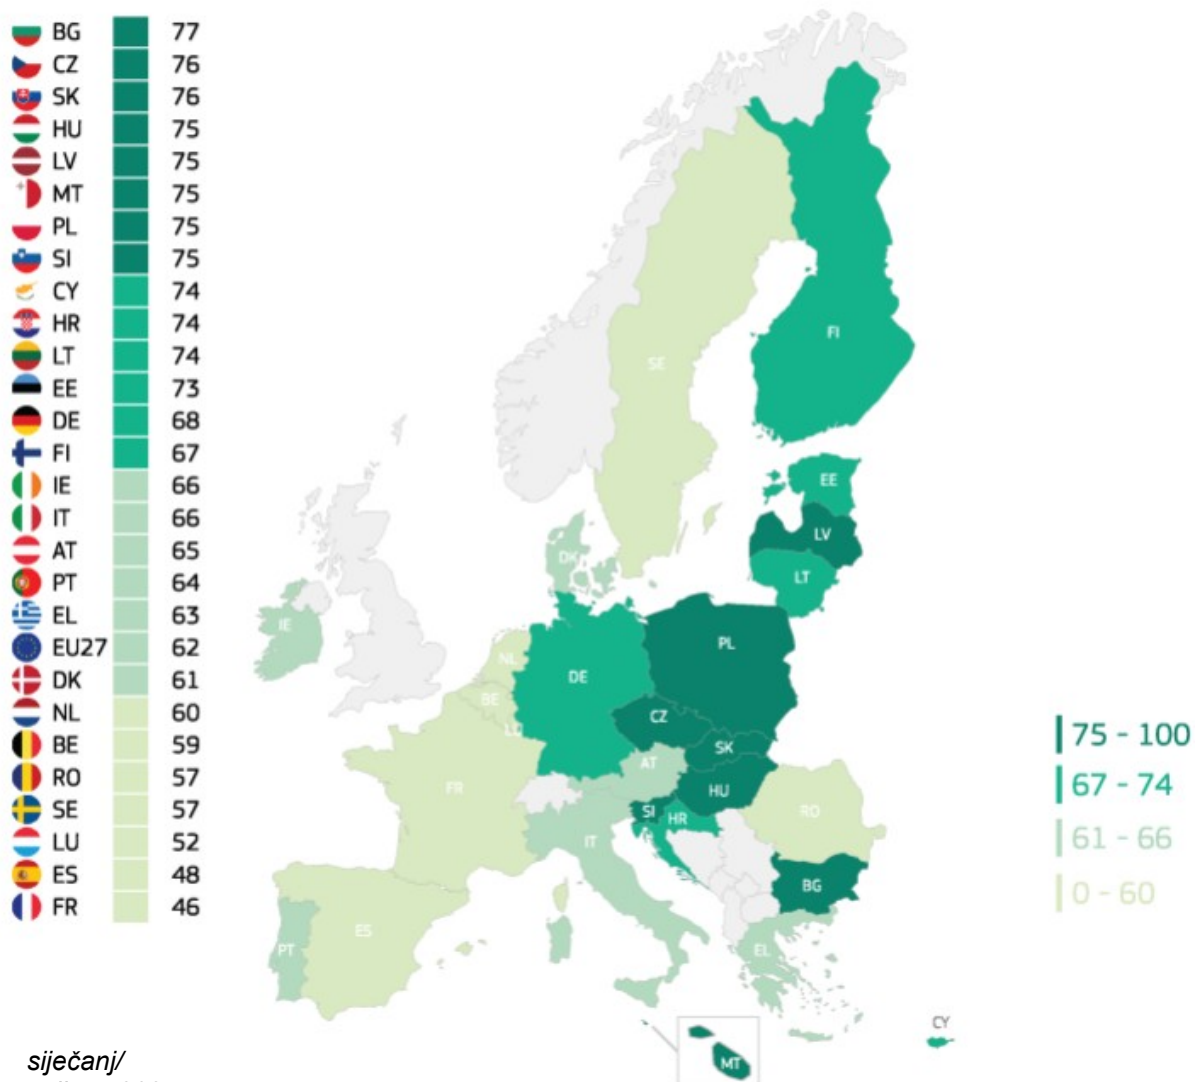 BG 77
CZ 76
SK 76
HU 75
LV 75
MT 75
PL 75
SI 75
CY 74
HR 74
LT 74
EE 73
DE 68
FI 67
IE 66
IT 66
AT 65
PT 64
EL 63
EU27 62
DK 61
NL 60
BE 59
RO 57
SE 57
LU 52
ES 48
FR 46
FI
SE
EE
LV
LT
DK
IE
PL
NL
DE
BE
CZ
LU
SK
AT
FR
HU
SI
HR
RO
IT
BG
ES
PT
EL
CY
MT
75 - 100
67 - 74
61 - 66
0 - 60
siječanj/